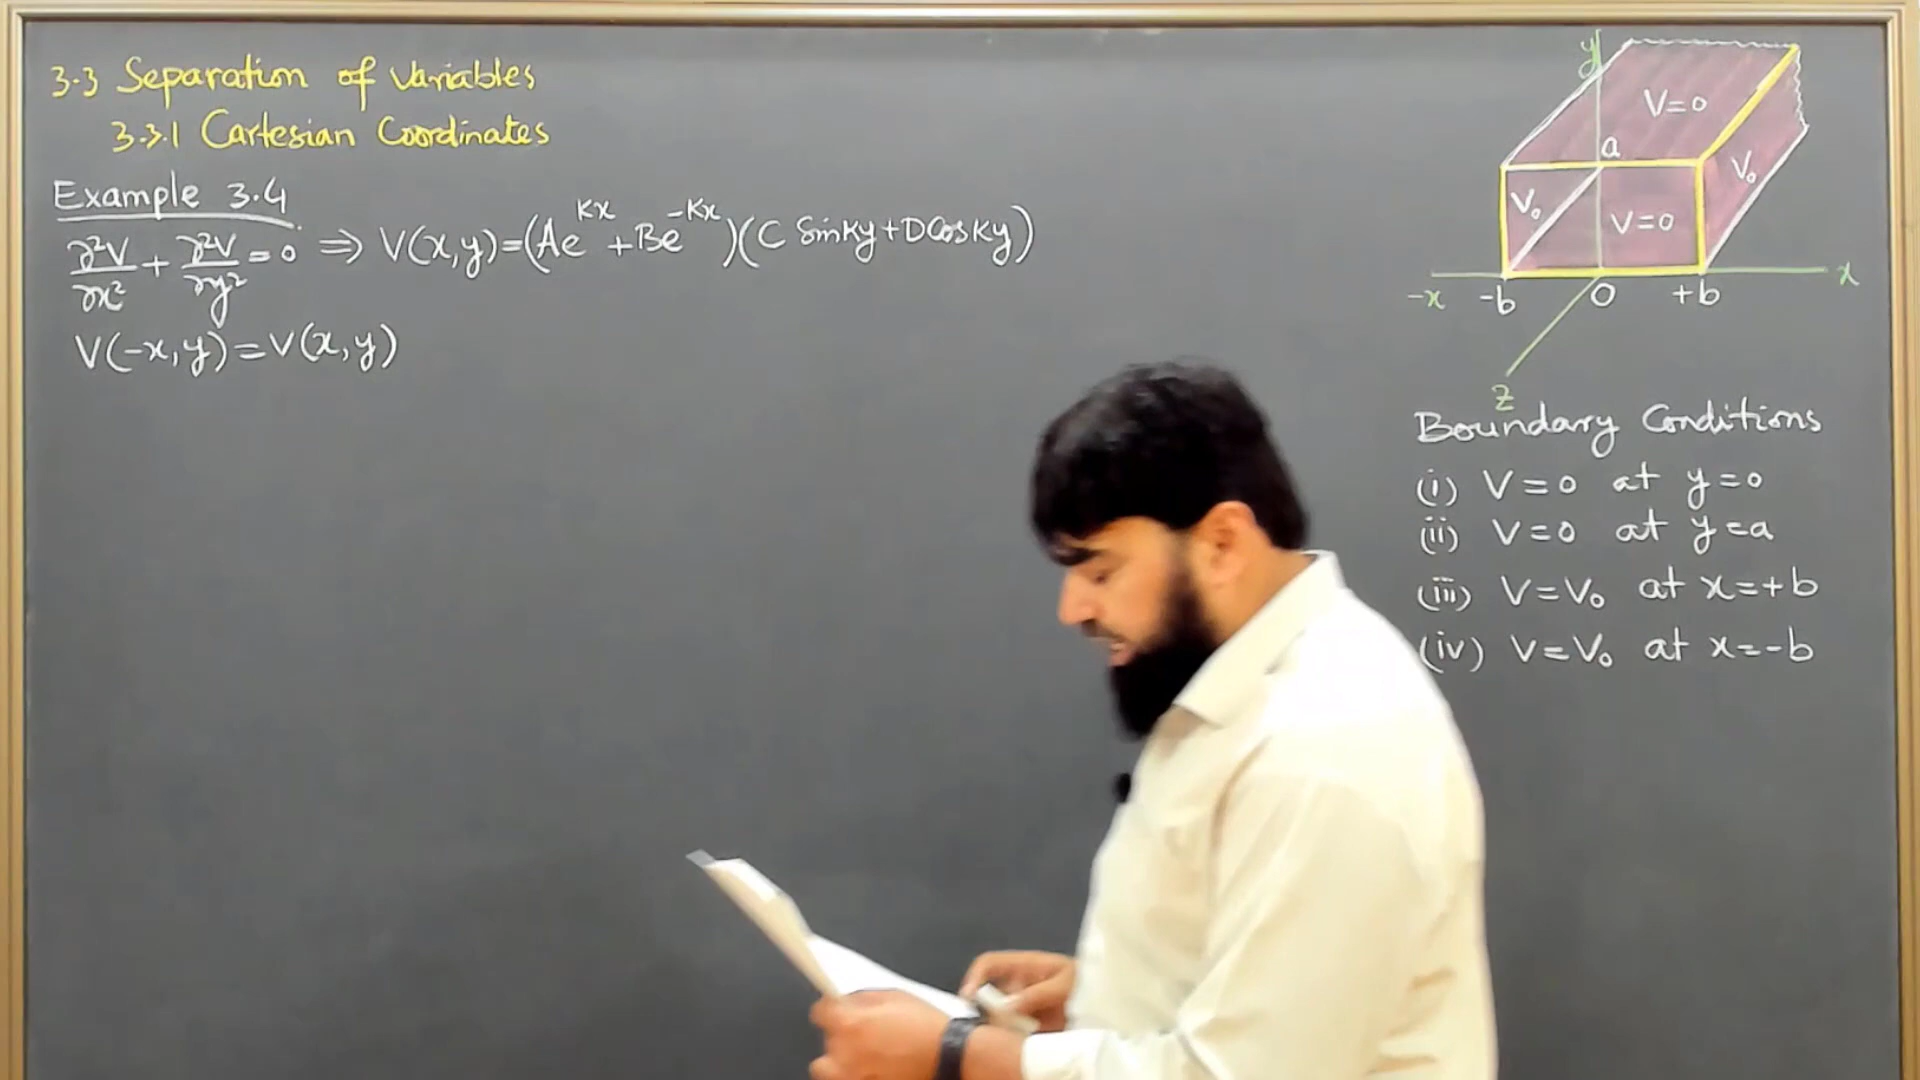 3.3 Separation of Variables
3.3.1 Cartesian Coordinates
Example 3.4
∂²V/∂x² + ∂²V/∂y² = 0 ⇒ V(x,y)=(Ae^{Kx}+Be^{-Kx})(C Sinky+DCosKy)
V(-x,y)=V(x,y)
y
V=0
a
V₀
V₀
V=0
-x -b 0 +b x
z
Boundary Conditions
(i) V=0 at y=0
(ii) V=0 at y=a
(iii) V=V₀ at x=+b
(iv) V=V₀ at x=-b